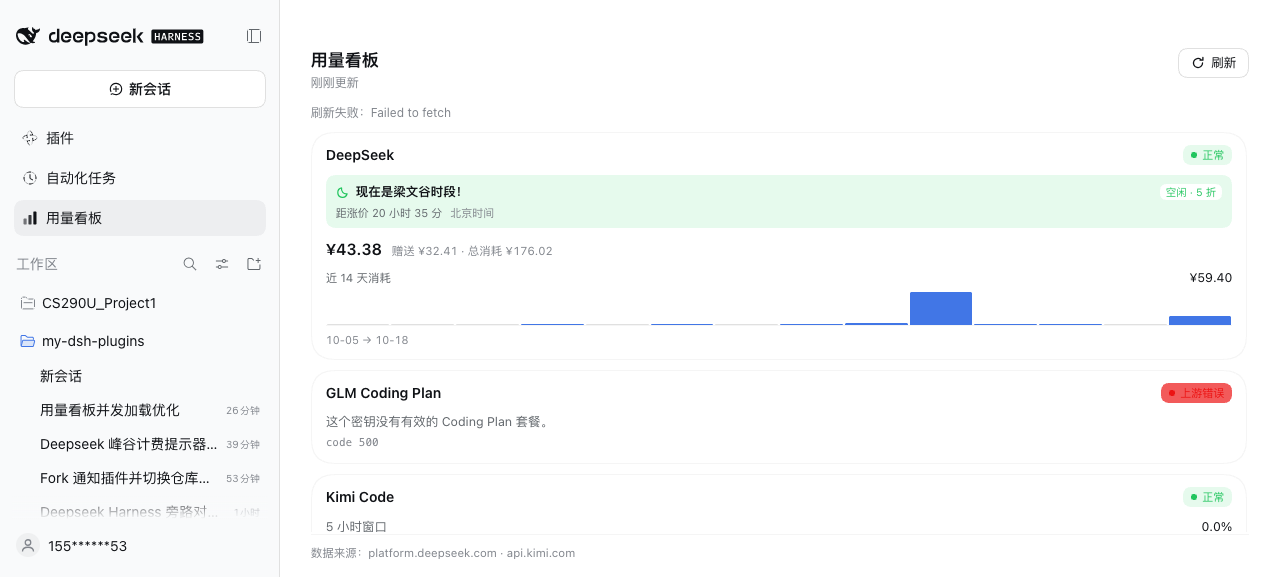 deepseek HARNESS
新会话
插件
自动化任务
用量看板
工作区
CS290U_Project1
my-dsh-plugins
新会话
用量看板并发加载优化 26分钟
Deepseek 峰谷计费提示器... 39分钟
Fork 通知插件并切换仓库... 53分钟
Deepseek Harness 旁路对... 1小时
155******53
用量看板
刚刚更新
刷新
刷新失败：Failed to fetch
DeepSeek 正常
现在是梁文谷时段！ 空闲 · 5 折
距涨价 20 小时 35 分 北京时间
¥43.38 赠送 ¥32.41 · 总消耗 ¥176.02
近 14 天消耗 ¥59.40
10-05 → 10-18
GLM Coding Plan 上游错误
这个密钥没有有效的 Coding Plan 套餐。
code 500
Kimi Code 正常
5 小时窗口 0.0%
数据来源：platform.deepseek.com · api.kimi.com